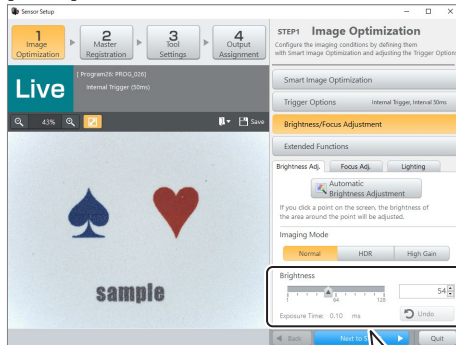 Sensor Setup
1
Image
Optimization
2
Master
Registration
3
Tool
Settings
4
Output
Assignment
Live
[ Program26: PROG_026]
Internal Trigger (50ms)
43%
Save
sample
STEP1 Image Optimization
Configure the imaging conditions by defining them
with Smart Image Optimization and adjusting the Trigger Options
Smart Image Optimization
Trigger Options Internal Trigger, Interval 50ms
Brightness/Focus Adjustment
Extended Functions
Brightness Adj. Focus Adj. Lighting
Automatic
Brightness Adjustment
If you click a point on the screen, the brightness of
the area around the point will be adjusted.
Imaging Mode
Normal HDR High Gain
Brightness
54
1 64 128
Exposure Time: 0.10 ms Undo
Back Next to Quit